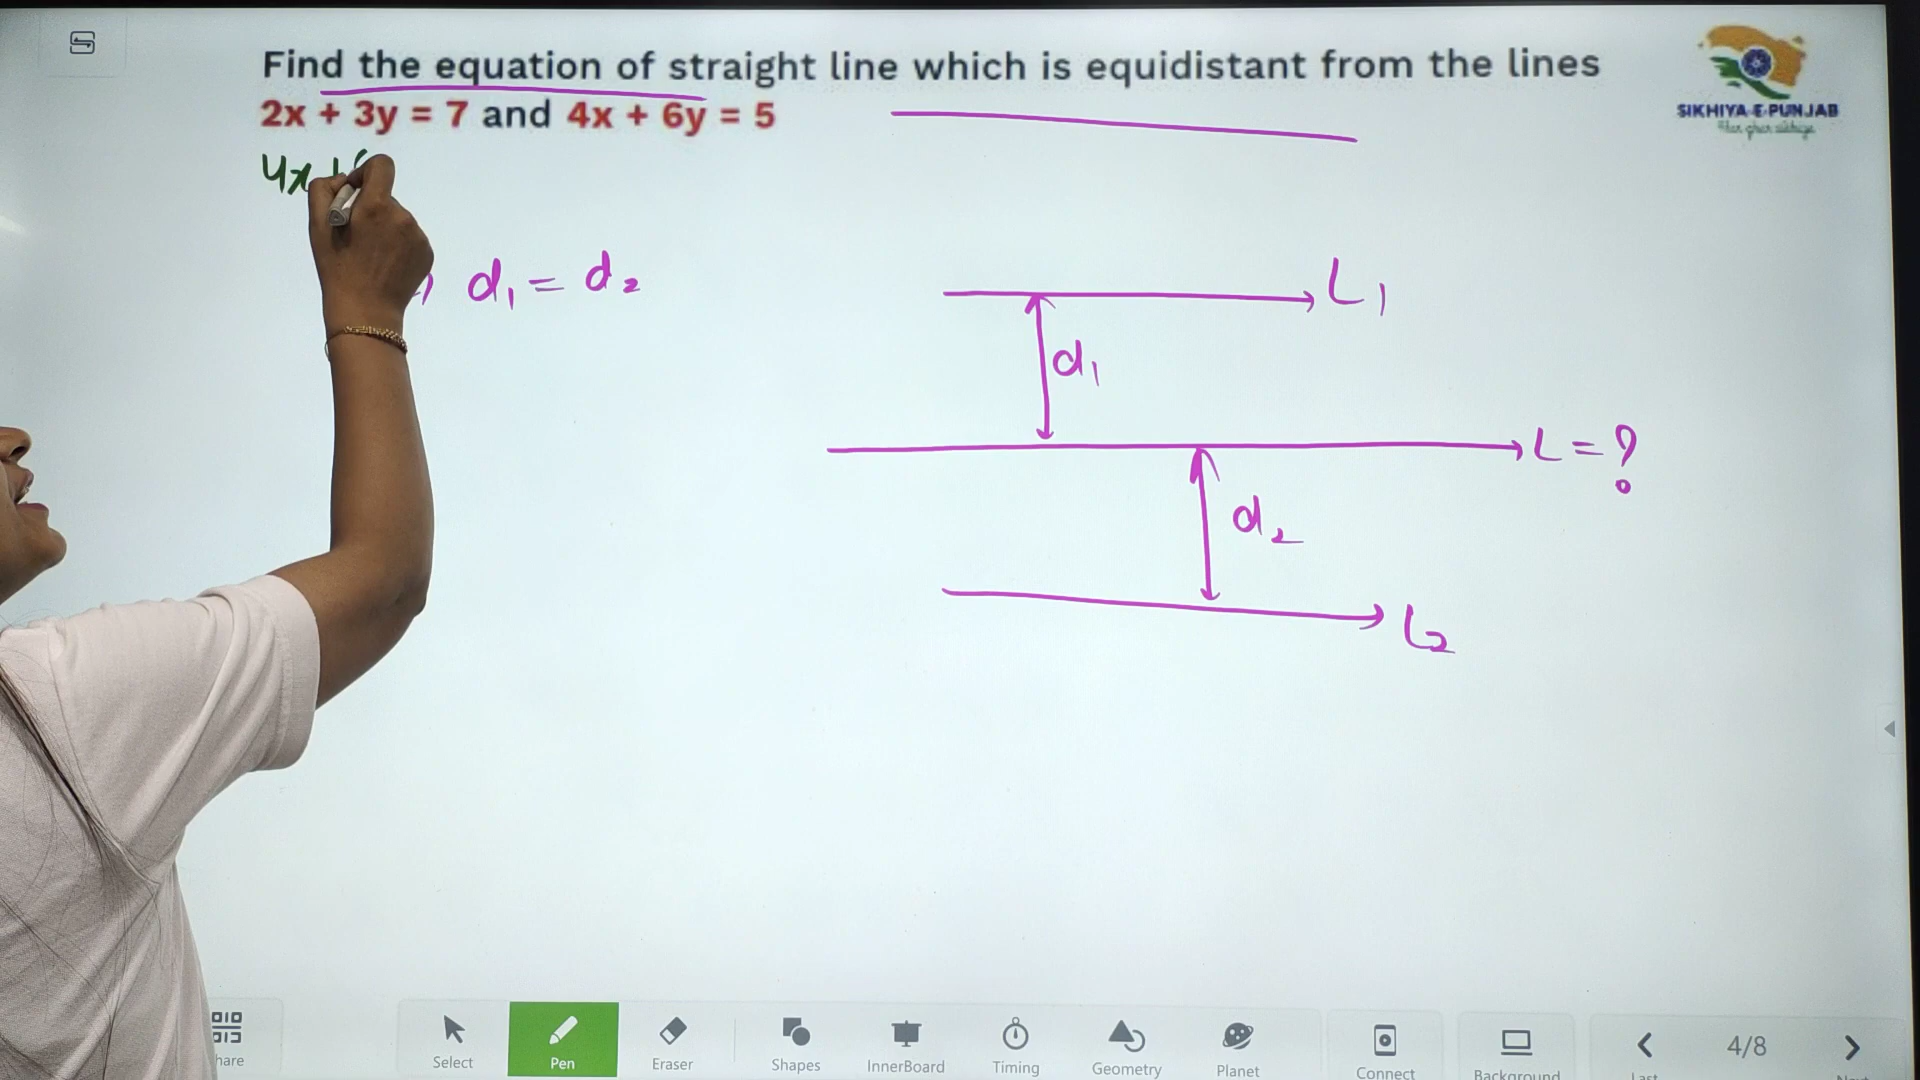 Find the equation of straight line which is equidistant from the lines
2x + 3y = 7 and 4x + 6y = 5
SIKHIYA-E-PUNJAB
4x +
d₁ = d₂
L₁
d₁
L = ?
d₂
L₂
Select
Pen
Eraser
Shapes
InnerBoard
Timing
Geometry
Planet
Connect
Background
4/8